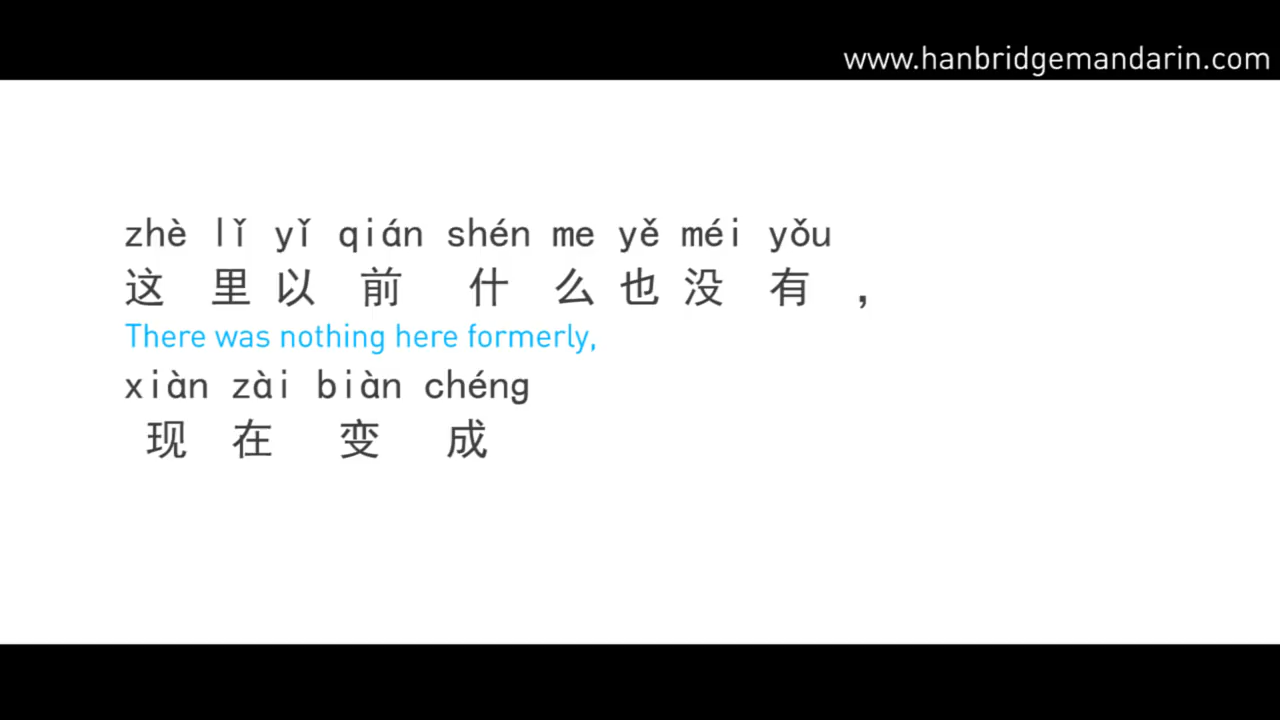 www.hanbridgemandarin.com
zhè lǐ yǐ qián shén me yě méi yǒu
这里以前什么也没有，
There was nothing here formerly,
xiàn zài biàn chéng
现在变成